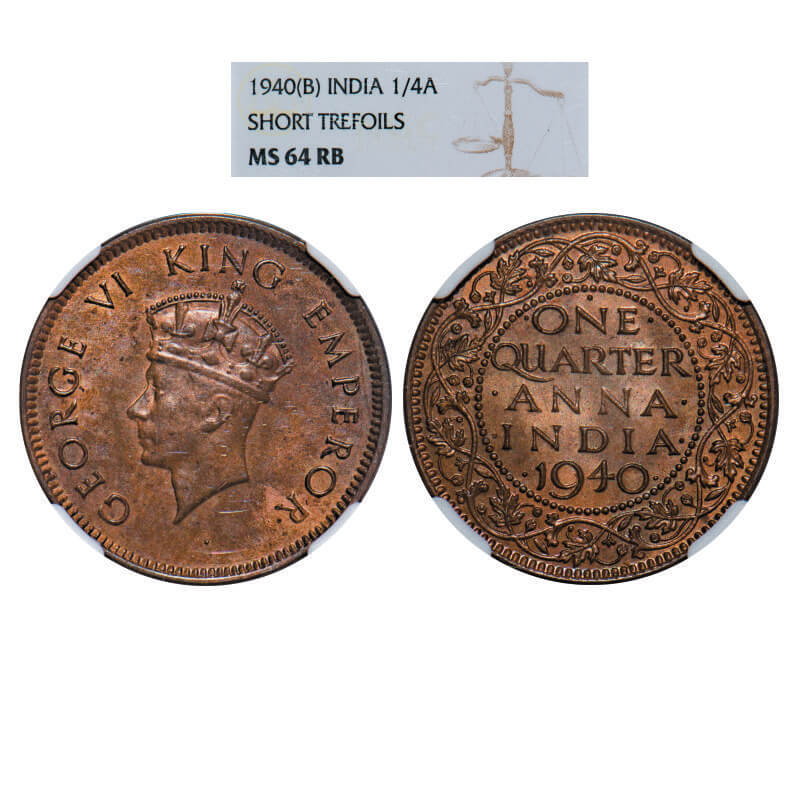 1940(B) INDIA 1/4A
SHORT TREFOILS
MS 64 RB
GEORGE VI KING EMPEROR.
·ONE·
QUARTER
·ANNA·
·INDIA·
·1940·